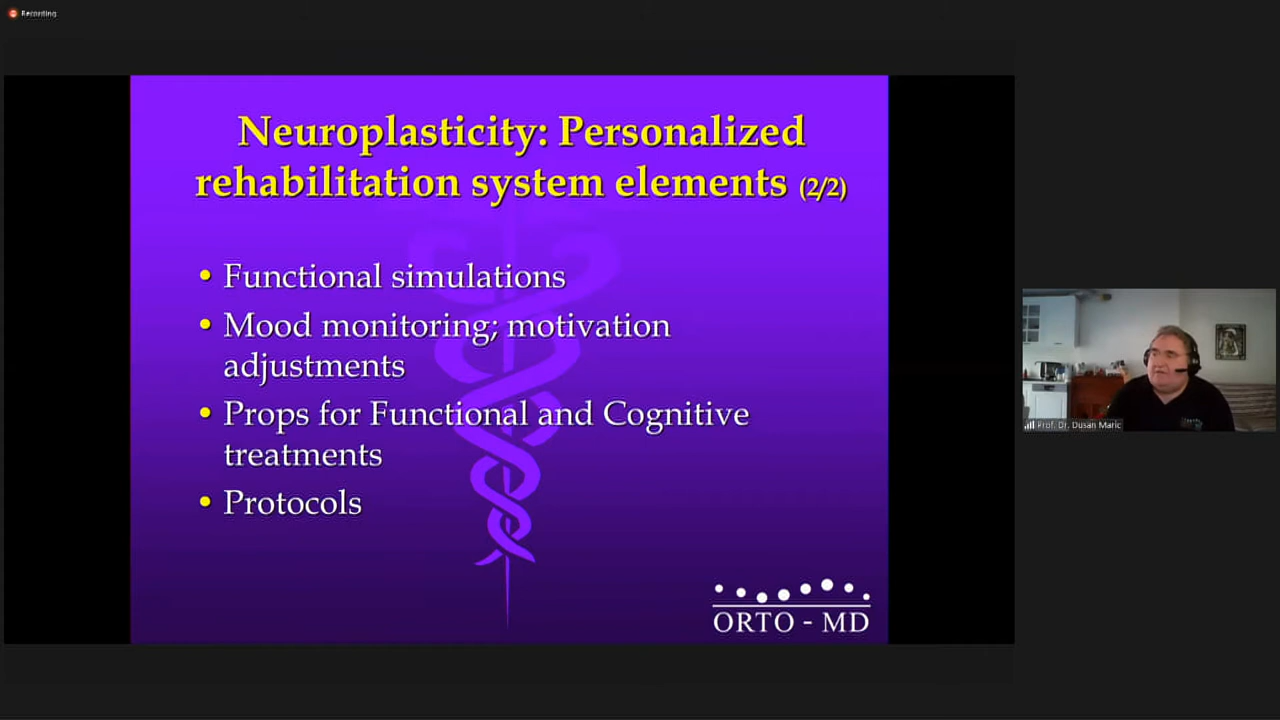 Recording
Neuroplasticity: Personalized
rehabilitation system elements (2/2)
• Functional simulations
• Mood monitoring; motivation
adjustments
• Props for Functional and Cognitive
treatments
• Protocols
ORTO - MD
Prof. Dr. Dusan Maric